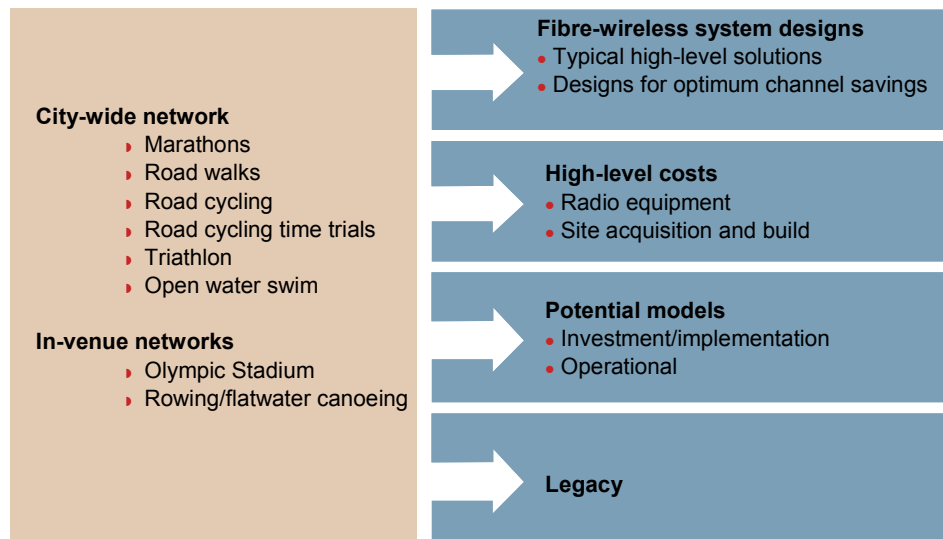 City-wide network
Marathons
Road walks
Road cycling
Road cycling time trials
Triathlon
Open water swim
In-venue networks
Olympic Stadium
Rowing/flatwater canoeing
Fibre-wireless system designs
Typical high-level solutions
Designs for optimum channel savings
High-level costs
Radio equipment
Site acquisition and build
Potential models
Investment/implementation
Operational
Legacy